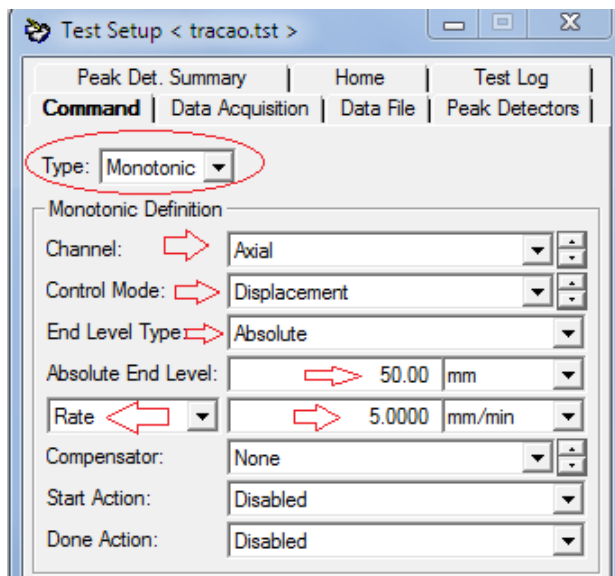 Test Setup < tracao.tst >
Peak Det. Summary Home Test Log
Command Data Acquisition Data File Peak Detectors
Type: Monotonic
Monotonic Definition
Channel: Axial
Control Mode: Displacement
End Level Type: Absolute
Absolute End Level: 50.00 mm
Rate 5.0000 mm/min
Compensator: None
Start Action: Disabled
Done Action: Disabled